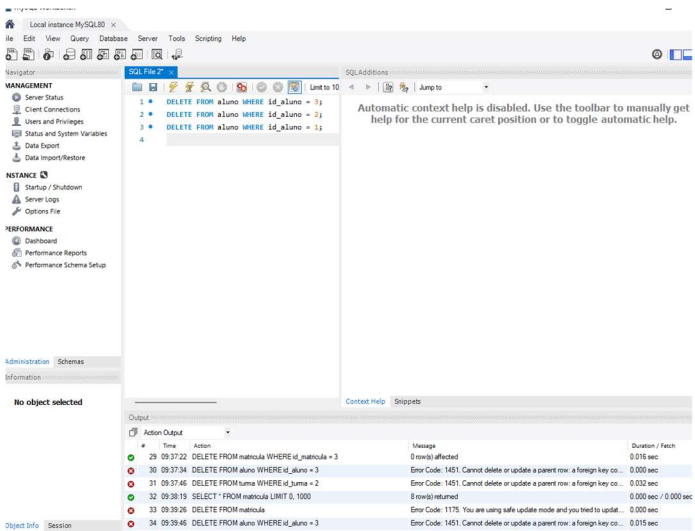 Local instance MySQL80 ×
Edit View Query Database Server Tools Scripting Help
Navigator
MANAGEMENT
Server Status
Client Connections
Users and Privileges
Status and System Variables
Data Export
Data Import/Restore
NSTANCE
Startup / Shutdown
Server Logs
Options File
PERFORMANCE
Dashboard
Performance Reports
Performance Schema Setup
Administration Schemas
Information
No object selected
Object Info Session
SQL File 2* ×
Limit to 10
1 DELETE FROM aluno WHERE id_aluno = 3;
2 DELETE FROM aluno WHERE id_aluno = 2;
3 DELETE FROM aluno WHERE id_aluno = 1;
4
SQLAdditions
Jump to
Automatic context help is disabled. Use the toolbar to manually get
help for the current caret position or to toggle automatic help.
Context Help Snippets
Output
Action Output
# Time Action Message Duration / Fetch
29 09:37:22 DELETE FROM matricula WHERE id_matricula = 3 0 row(s) affected 0.016 sec
30 09:37:34 DELETE FROM aluno WHERE id_aluno = 3 Error Code: 1451. Cannot delete or update a parent row: a foreign key co... 0.000 sec
31 09:37:46 DELETE FROM turma WHERE id_turma = 2 Error Code: 1451. Cannot delete or update a parent row: a foreign key co... 0.032 sec
32 09:38:19 SELECT * FROM matricula LIMIT 0, 1000 8 row(s) returned 0.000 sec / 0.000 sec
33 09:39:26 DELETE FROM matricula Error Code: 1175. You are using safe update mode and you tried to updat... 0.000 sec
34 09:39:46 DELETE FROM aluno WHERE id_aluno = 3 Error Code: 1451. Cannot delete or update a parent row: a foreign key co... 0.015 sec